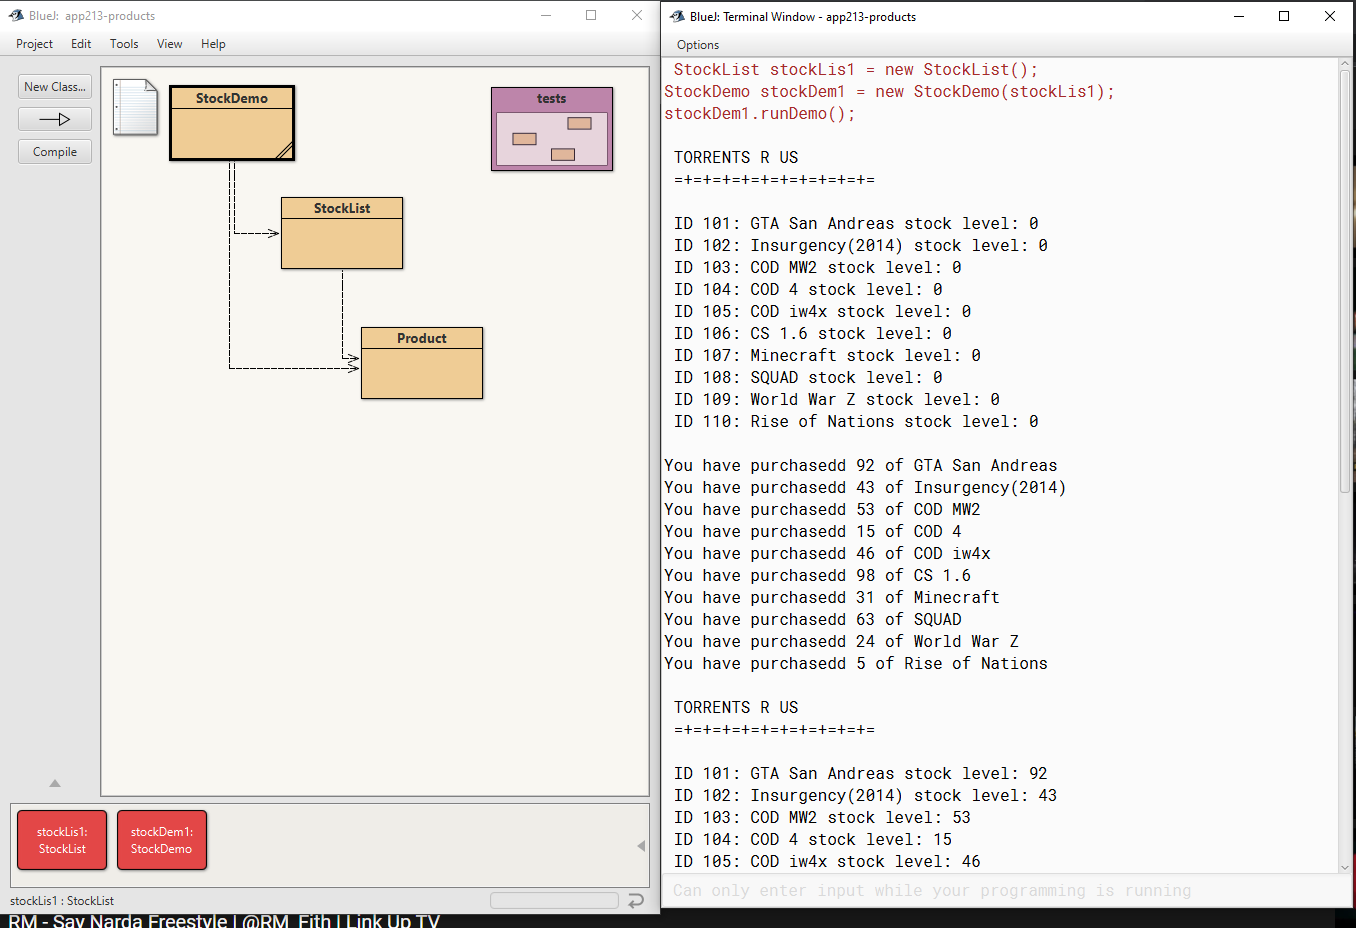 BlueJ: app213-products
Project Edit Tools View Help
New Class...
Compile
StockDemo
tests
StockList
Product
stockLis1:
StockList
stockDem1:
StockDemo
stockLis1 : StockList
BlueJ: Terminal Window - app213-products
Options
StockList stockLis1 = new StockList();
StockDemo stockDem1 = new StockDemo(stockLis1);
stockDem1.runDemo();
TORRENTS R US
=+=+=+=+=+=+=+=+=+=+=
ID 101: GTA San Andreas stock level: 0
ID 102: Insurgency(2014) stock level: 0
ID 103: COD MW2 stock level: 0
ID 104: COD 4 stock level: 0
ID 105: COD iw4x stock level: 0
ID 106: CS 1.6 stock level: 0
ID 107: Minecraft stock level: 0
ID 108: SQUAD stock level: 0
ID 109: World War Z stock level: 0
ID 110: Rise of Nations stock level: 0
You have purchasedd 92 of GTA San Andreas
You have purchasedd 43 of Insurgency(2014)
You have purchasedd 53 of COD MW2
You have purchasedd 15 of COD 4
You have purchasedd 46 of COD iw4x
You have purchasedd 98 of CS 1.6
You have purchasedd 31 of Minecraft
You have purchasedd 63 of SQUAD
You have purchasedd 24 of World War Z
You have purchasedd 5 of Rise of Nations
TORRENTS R US
=+=+=+=+=+=+=+=+=+=+=
ID 101: GTA San Andreas stock level: 92
ID 102: Insurgency(2014) stock level: 43
ID 103: COD MW2 stock level: 53
ID 104: COD 4 stock level: 15
ID 105: COD iw4x stock level: 46
Can only enter input while your programming is running
RM - Say Narda Freestyle | @RM_Fith | Link Up TV